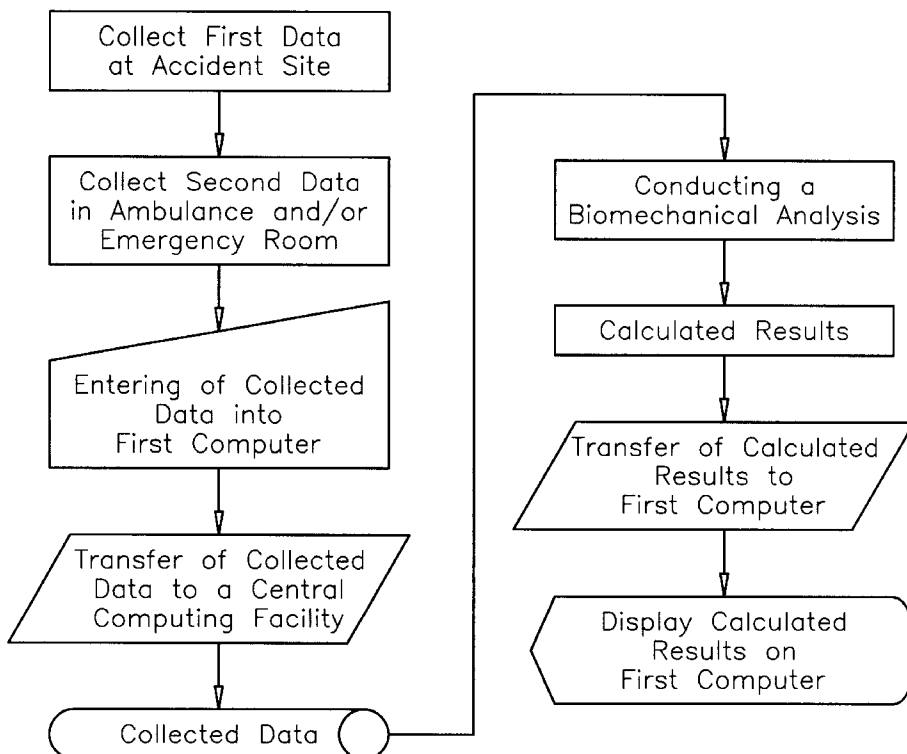 Collect First Data
at Accident Site
Collect Second Data
in Ambulance and/or
Emergency Room
Entering of Collected
Data into
First Computer
Transfer of Collected
Data to a Central
Computing Facility
Collected Data
Conducting a
Biomechanical Analysis
Calculated Results
Transfer of Calculated
Results to
First Computer
Display Calculated
Results on
First Computer